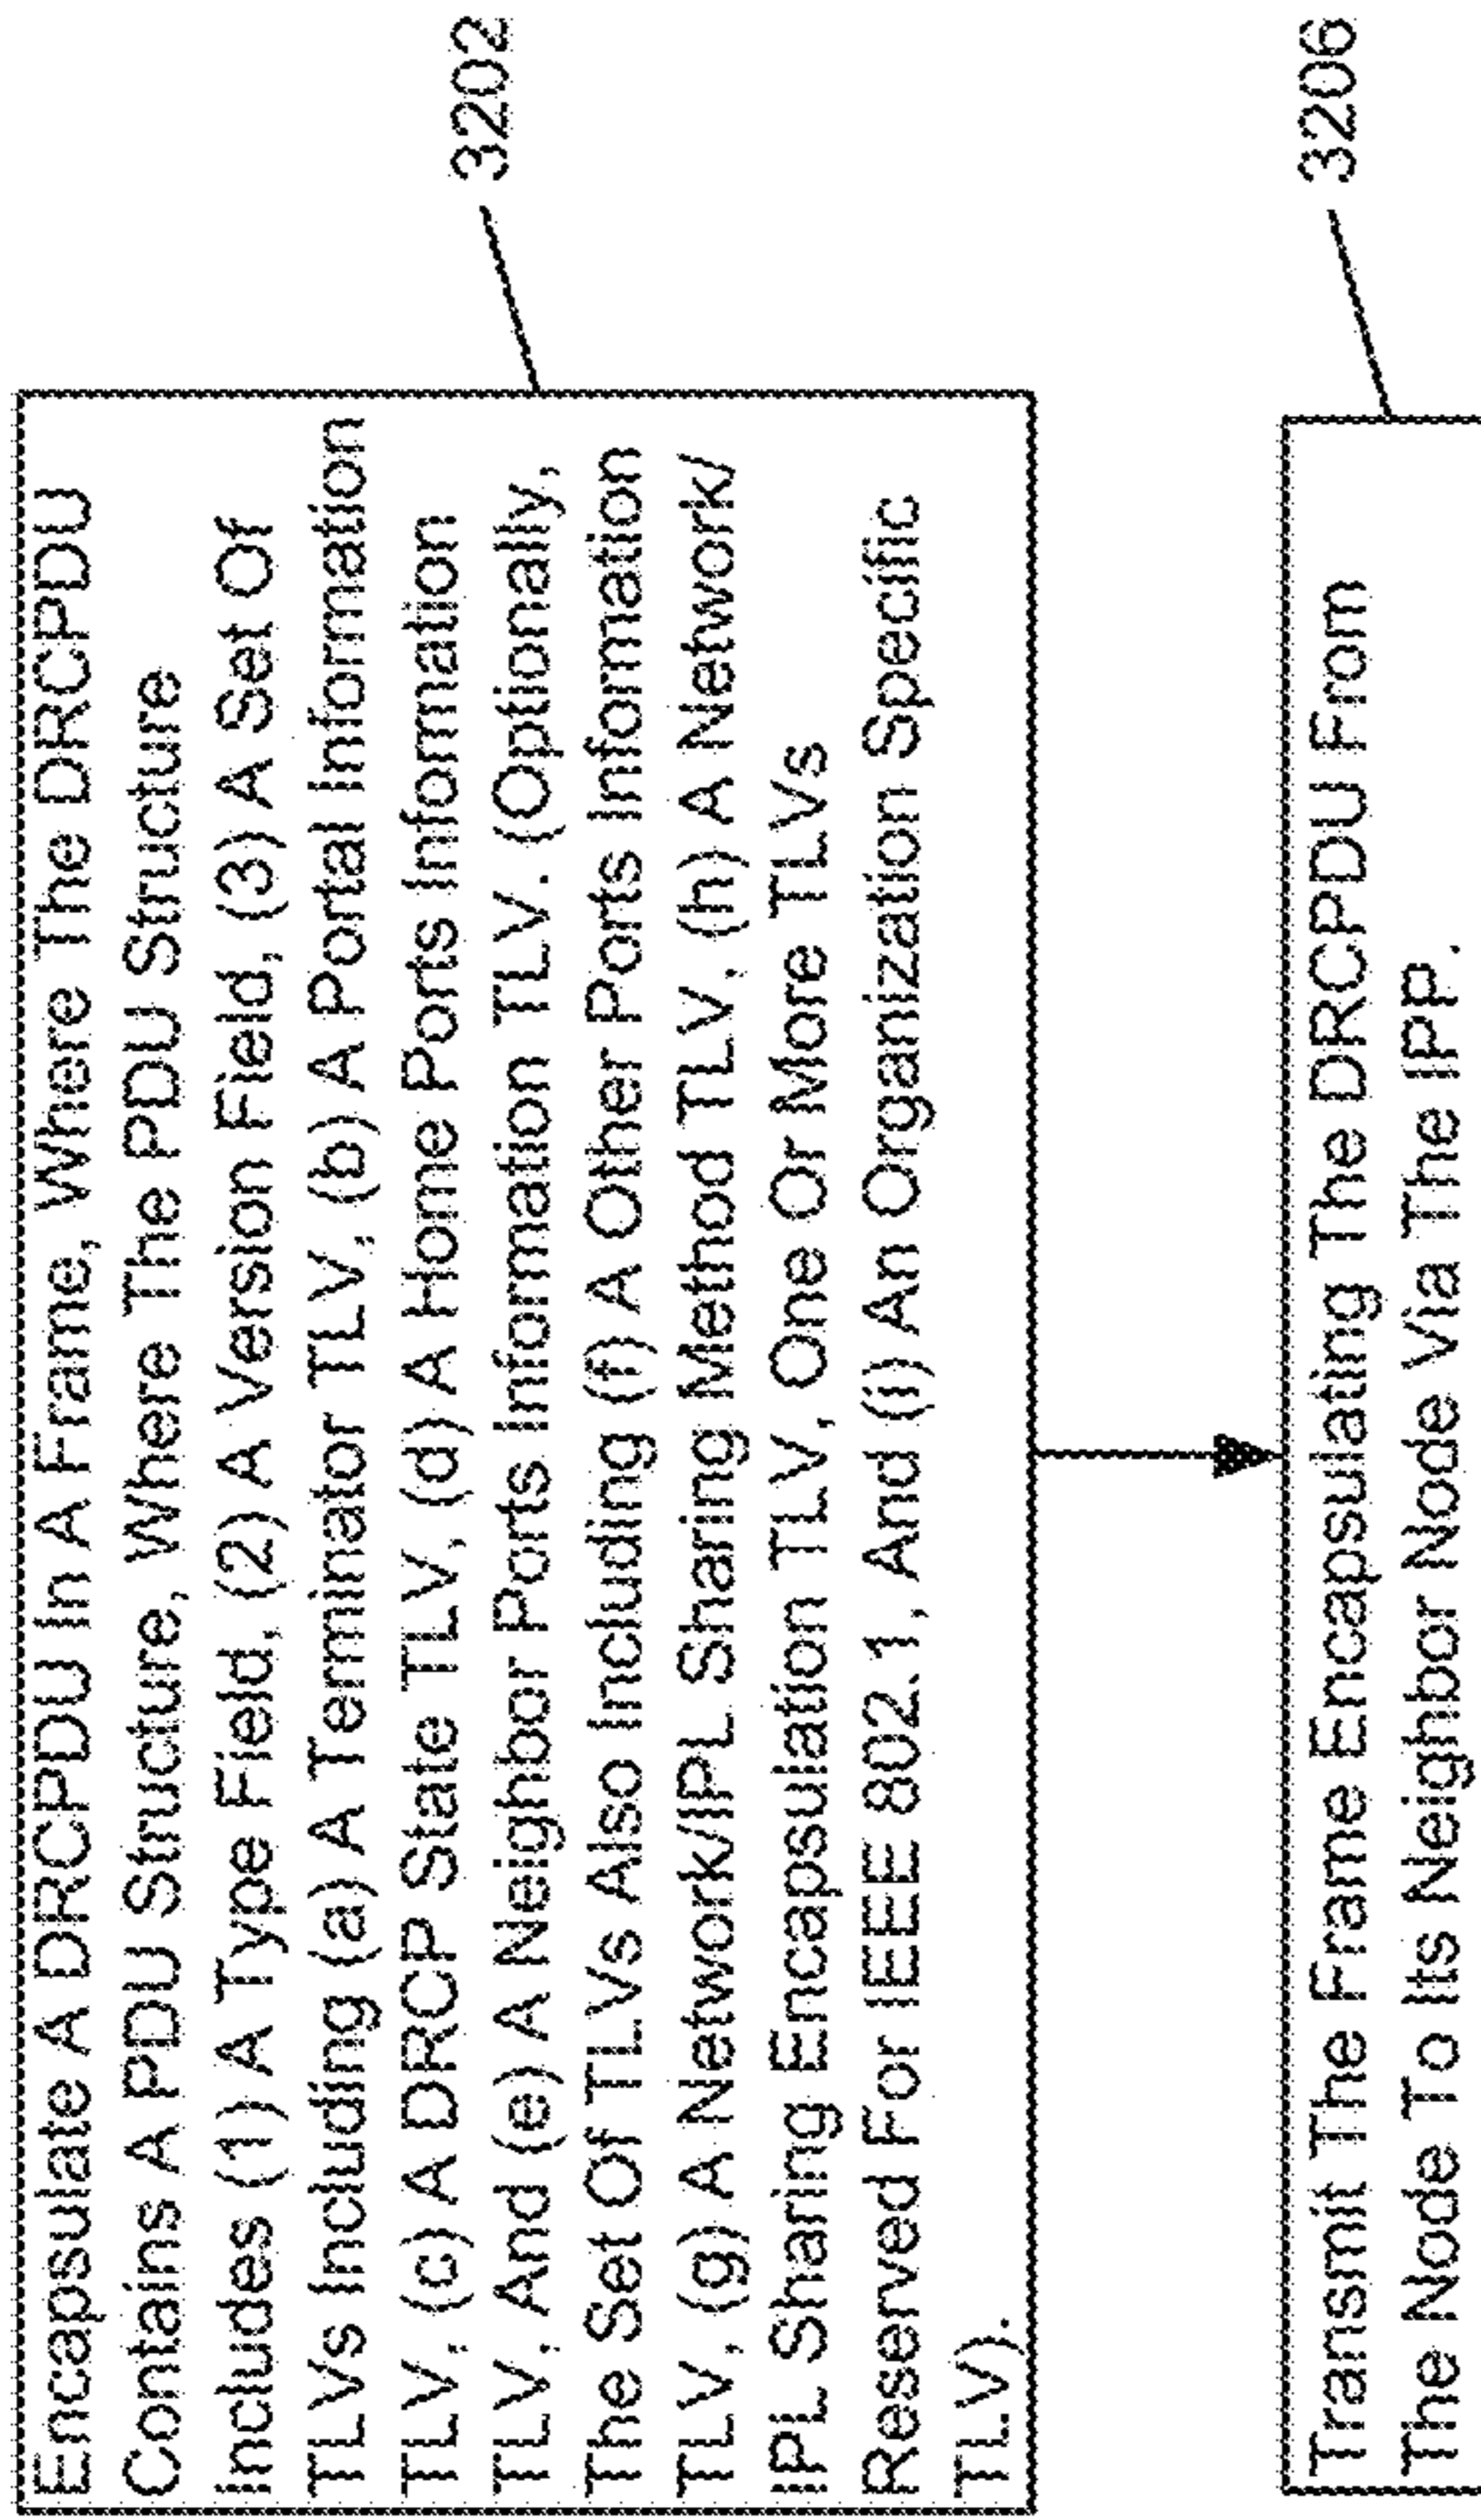 Encapsulate A DRCPDU In A Frame, Where The DRCPDU
Contains A PDU Structure, Where The PDU Structure
Includes (1) A Type Field, (2) A Version Field, (3) A Set Of
TLVs Including (a) A Terminator TLV, (b) A Portal Information
TLV, (c) A DRCP State TLV, (d) A Home Ports Information
TLV, And (e) A Neighbor Ports Information TLV. (Optionally,
The Set Of TLVs Also Including (f) A Other Ports Information
TLV, (g) A Network/IPL Sharing Method TLV, (h) A Network/
IPL Sharing Encapsulation TLV, One Or More TLVs
Reserved For IEEE 802.1, And (i) An Organization Specific
TLV).
3202
Transmit The Frame Encapsulating The DRCPDU From
The Node To Its Neighbor Node Via The IPP.
3206